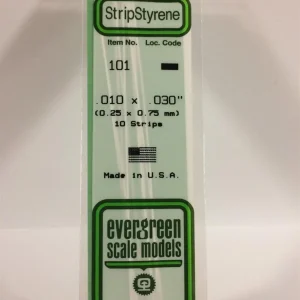 StripStyrene
Item No. Loc. Code
101
.010 x .030"
(0.25 x 0.75 mm)
10 Strips
Made in U.S.A.
evergreen
scale models